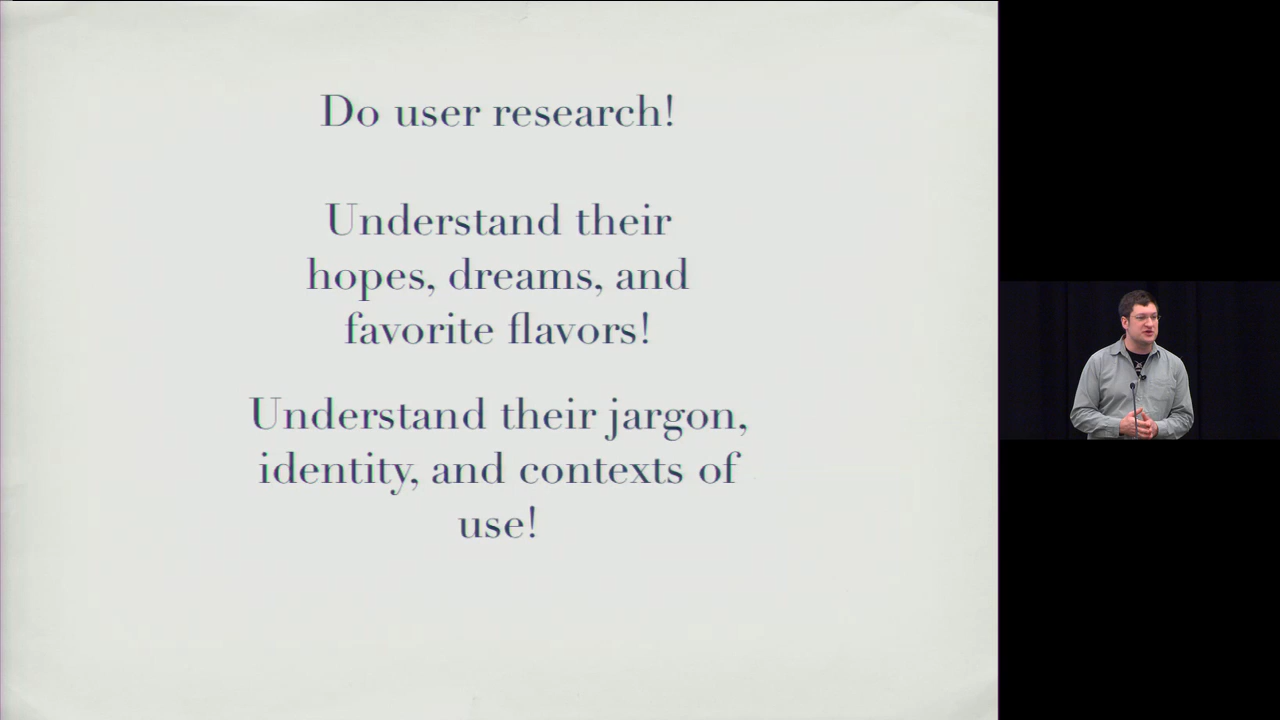 Do user research!
Understand their
hopes, dreams, and
favorite flavors!
Understand their jargon,
identity, and contexts of
use!